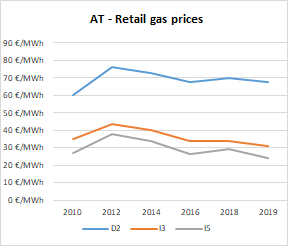 AT - Retail gas prices
90 €/MWh
80 €/MWh
70 €/MWh
60 €/MWh
50 €/MWh
40 €/MWh
30 €/MWh
20 €/MWh
10 €/MWh
0 €/MWh
2010 2012 2014 2016 2018 2019
D2 I3 I5